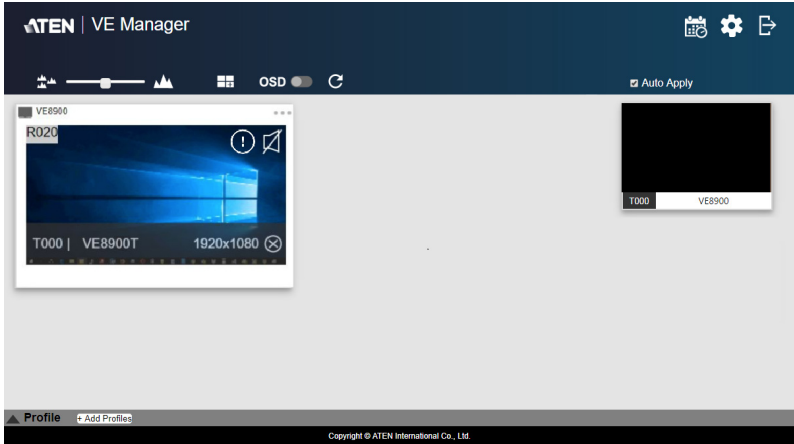 ATEN | VE Manager
OSD
Auto Apply
VE8900
R020
T000 | VE8900T 1920x1080
T000 VE8900
Profile + Add Profiles
Copyright © ATEN International Co., Ltd.